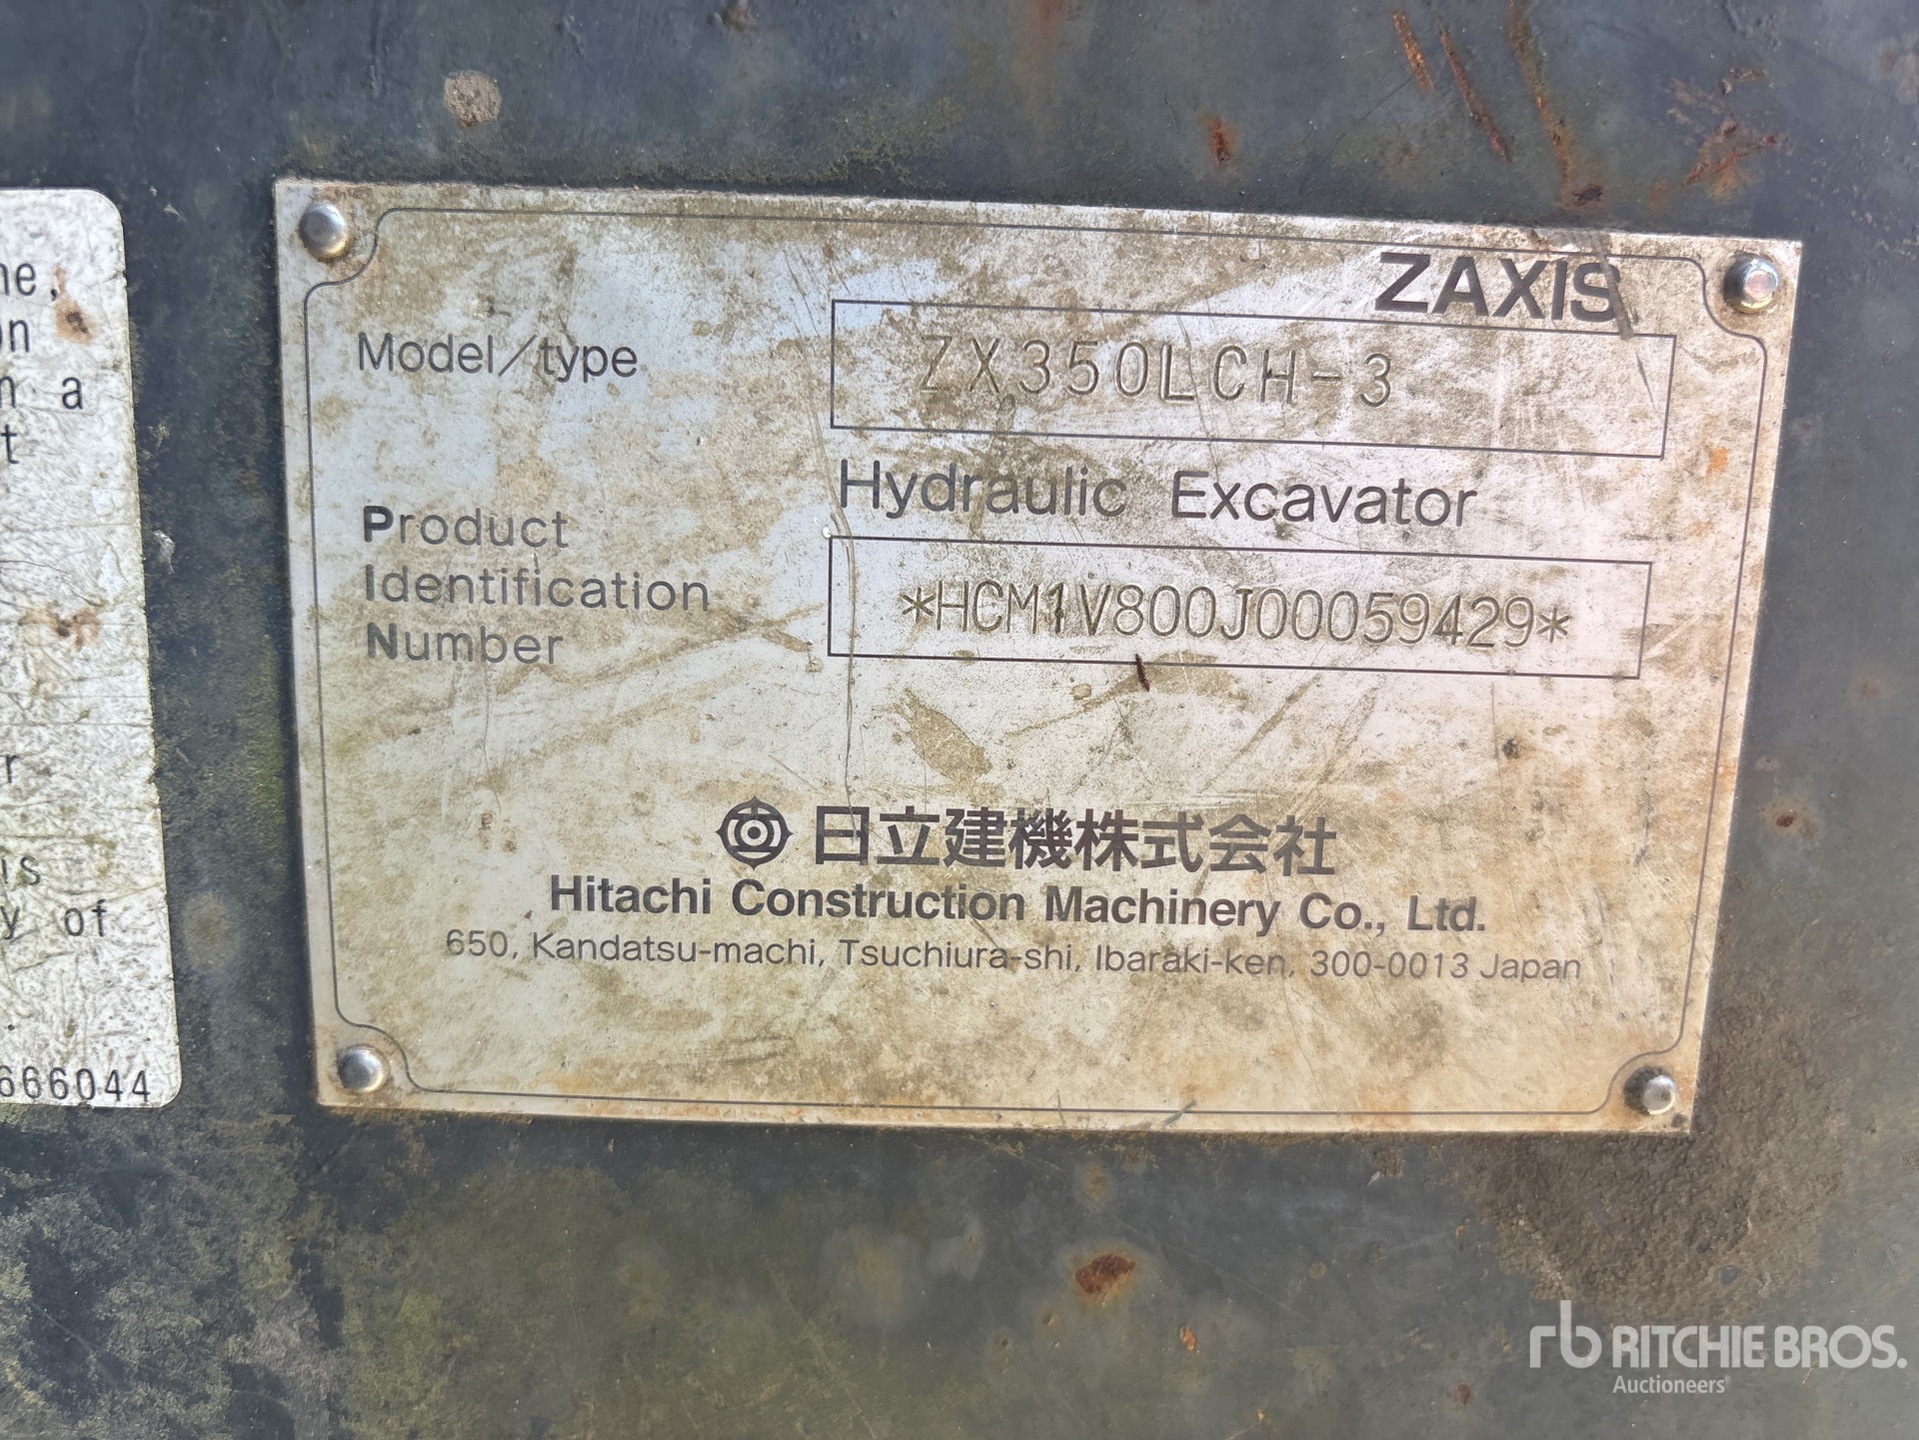 ne,
on
n a
t
r
is
y of
666044
ZAXIS
Model/type
ZX350LCH-3
Hydraulic Excavator
Product
Identification
Number
*HCM1V800J00059429*
日立建機株式会社
Hitachi Construction Machinery Co., Ltd.
650, Kandatsu-machi, Tsuchiura-shi, Ibaraki-ken, 300-0013 Japan
rb RITCHIE BROS.
Auctioneers